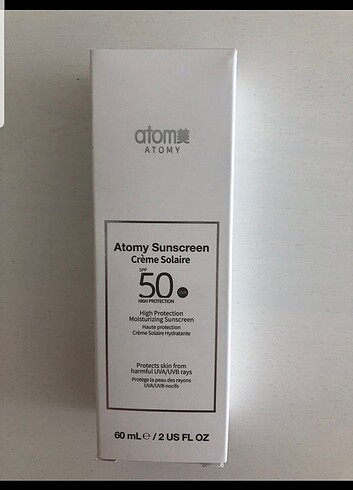 atom美
ATOMY
Atomy Sunscreen
Crème Solaire
SPF
50
HIGH PROTECTION
High Protection
Moisturizing Sunscreen
Haute protection
Crème Solaire Hydratante
Protects skin from
harmful UVA/UVB rays
Protège la peau des rayons
UVA/UVB nocifs
60 mL ℮ / 2 US FL OZ